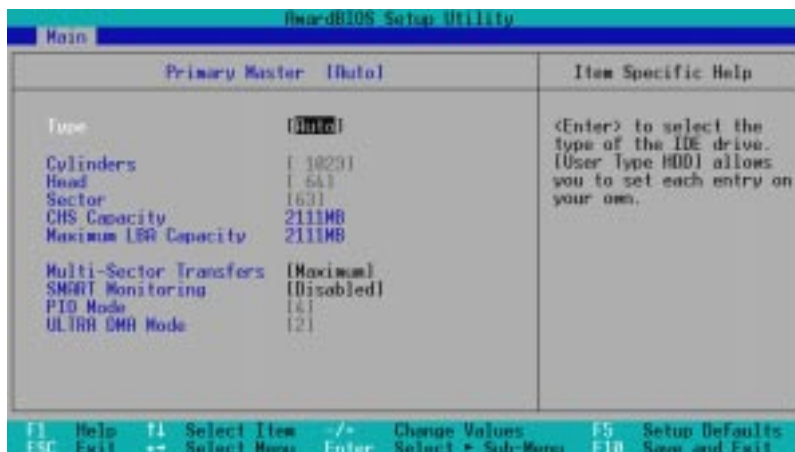 AwardBIOS Setup Utility
Main
Primary Master [Auto]
Item Specific Help
Type [Auto]
Cylinders [ 1023]
Head [ 64]
Sector [63]
CHS Capacity 2111MB
Maximum LBA Capacity 2111MB
Multi-Sector Transfers [Maximum]
SMART Monitoring [Disabled]
PIO Mode [4]
ULTRA DMA Mode [2]
<Enter> to select the
type of the IDE drive.
[User Type HDD] allows
you to set each entry on
your own.
F1 Help ↑↓ Select Item -/+ Change Values F5 Setup Defaults
ESC Exit ←→ Select Menu Enter Select ► Sub-Menu F10 Save and Exit